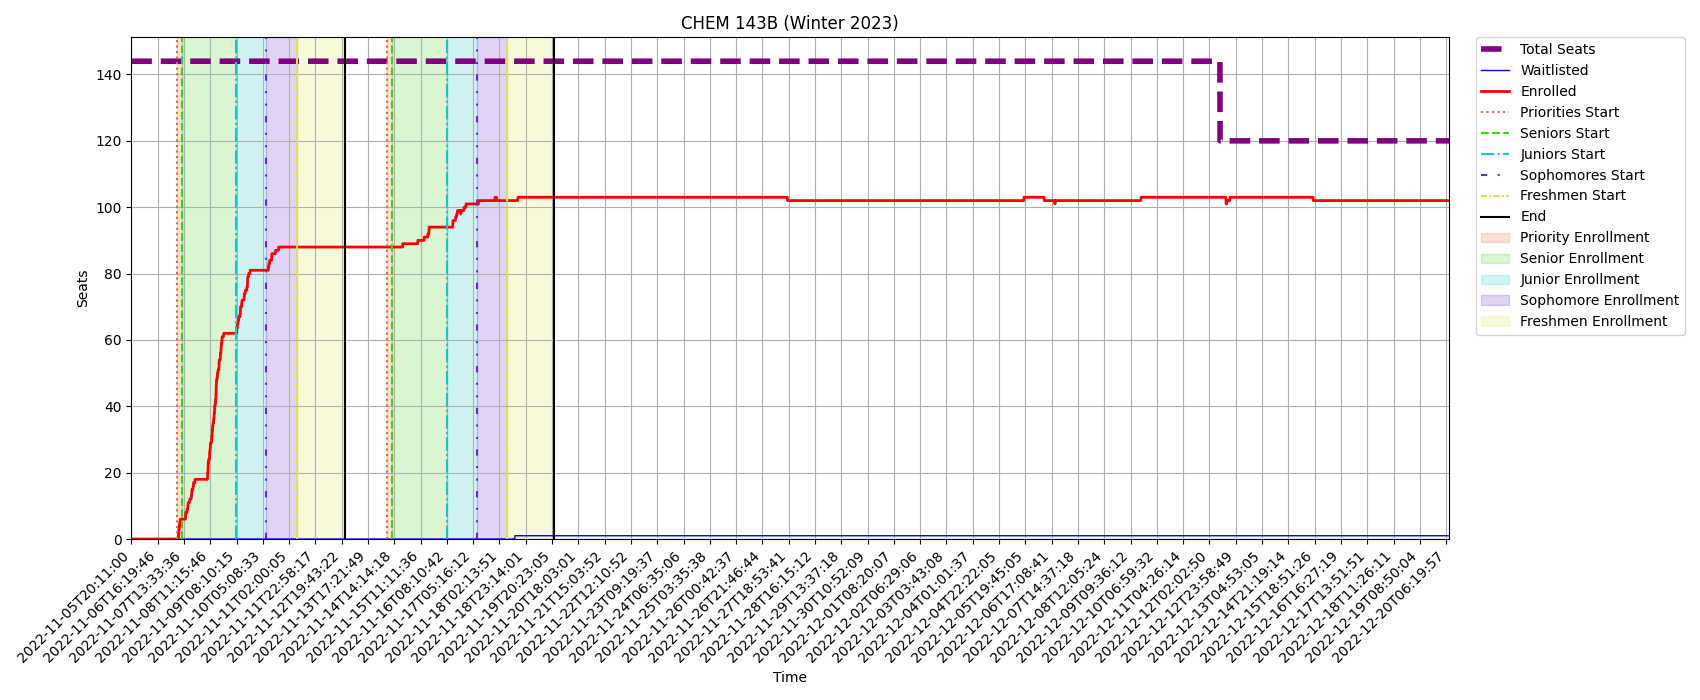 CHEM 143B (Winter 2023)
Seats
140
120
100
80
60
40
20
0
2022-11-05T20:11:00
2022-11-06T16:19:46
2022-11-07T13:33:36
2022-11-08T11:15:46
2022-11-09T08:10:15
2022-11-10T05:08:33
2022-11-11T02:00:05
2022-11-11T22:58:17
2022-11-12T19:43:22
2022-11-13T17:21:49
2022-11-14T14:14:18
2022-11-15T11:11:36
2022-11-16T08:10:42
2022-11-17T05:16:12
2022-11-18T02:13:51
2022-11-18T23:14:01
2022-11-19T20:23:05
2022-11-20T18:03:01
2022-11-21T15:03:52
2022-11-22T12:10:52
2022-11-23T09:19:37
2022-11-24T06:35:06
2022-11-25T03:35:38
2022-11-26T00:42:37
2022-11-26T21:46:44
2022-11-27T18:53:41
2022-11-28T16:15:12
2022-11-29T13:37:18
2022-11-30T10:52:09
2022-12-01T08:20:07
2022-12-02T06:29:06
2022-12-03T03:43:08
2022-12-04T01:01:37
2022-12-04T22:22:05
2022-12-05T19:45:05
2022-12-06T17:08:41
2022-12-07T14:37:18
2022-12-08T12:05:24
2022-12-09T09:36:12
2022-12-10T06:59:32
2022-12-11T04:26:14
2022-12-12T02:02:50
2022-12-12T23:58:49
2022-12-13T04:53:05
2022-12-14T21:19:14
2022-12-15T18:51:26
2022-12-16T16:27:19
2022-12-17T13:51:51
2022-12-18T11:26:11
2022-12-19T08:50:04
2022-12-20T06:19:57
Time
Total Seats
Waitlisted
Enrolled
Priorities Start
Seniors Start
Juniors Start
Sophomores Start
Freshmen Start
End
Priority Enrollment
Senior Enrollment
Junior Enrollment
Sophomore Enrollment
Freshmen Enrollment